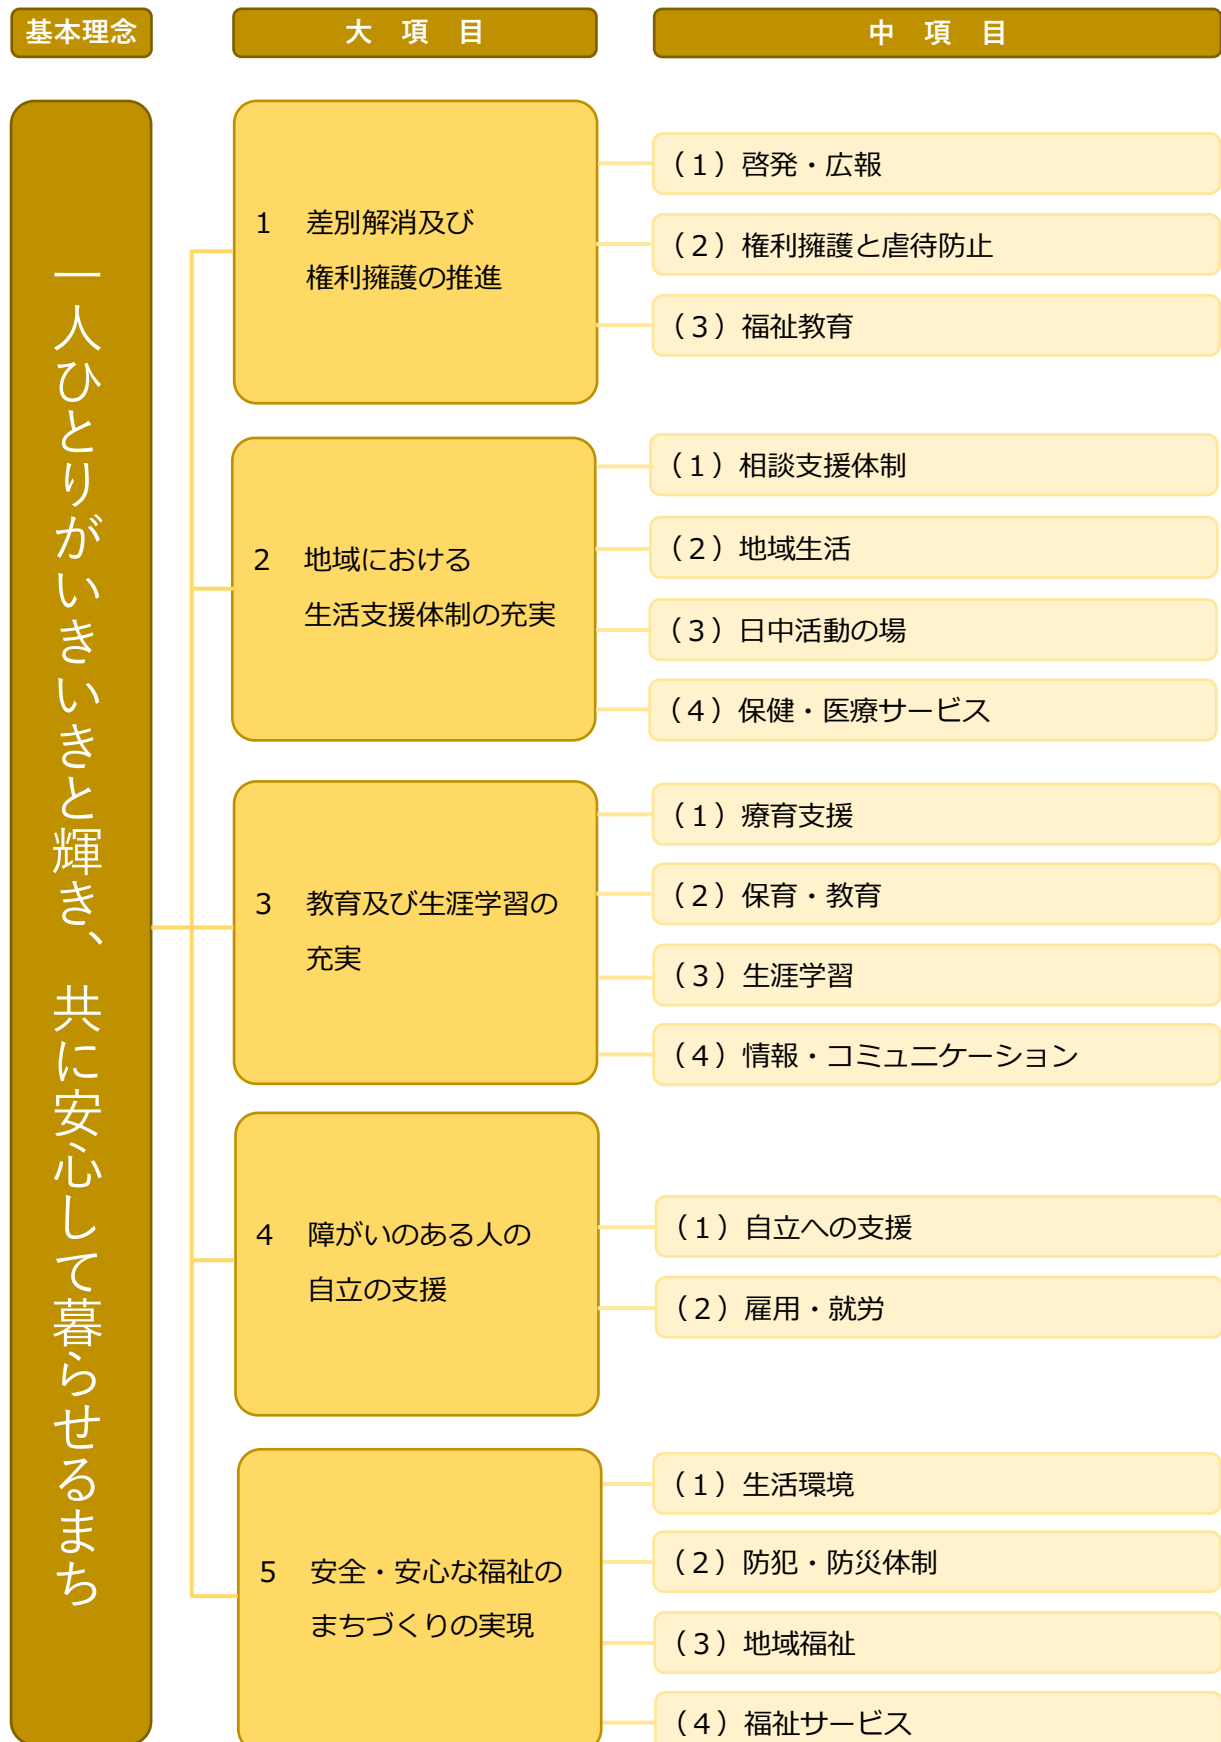 基本理念
大　項　目
中　項　目
一人ひとりがいきいきと輝き、共に安心して暮らせるまち
1　差別解消及び
権利擁護の推進
（1）啓発・広報
（2）権利擁護と虐待防止
（3）福祉教育
2　地域における
生活支援体制の充実
（1）相談支援体制
（2）地域生活
（3）日中活動の場
（4）保健・医療サービス
3　教育及び生涯学習の
充実
（1）療育支援
（2）保育・教育
（3）生涯学習
（4）情報・コミュニケーション
4　障がいのある人の
自立の支援
（1）自立への支援
（2）雇用・就労
5　安全・安心な福祉の
まちづくりの実現
（1）生活環境
（2）防犯・防災体制
（3）地域福祉
（4）福祉サービス